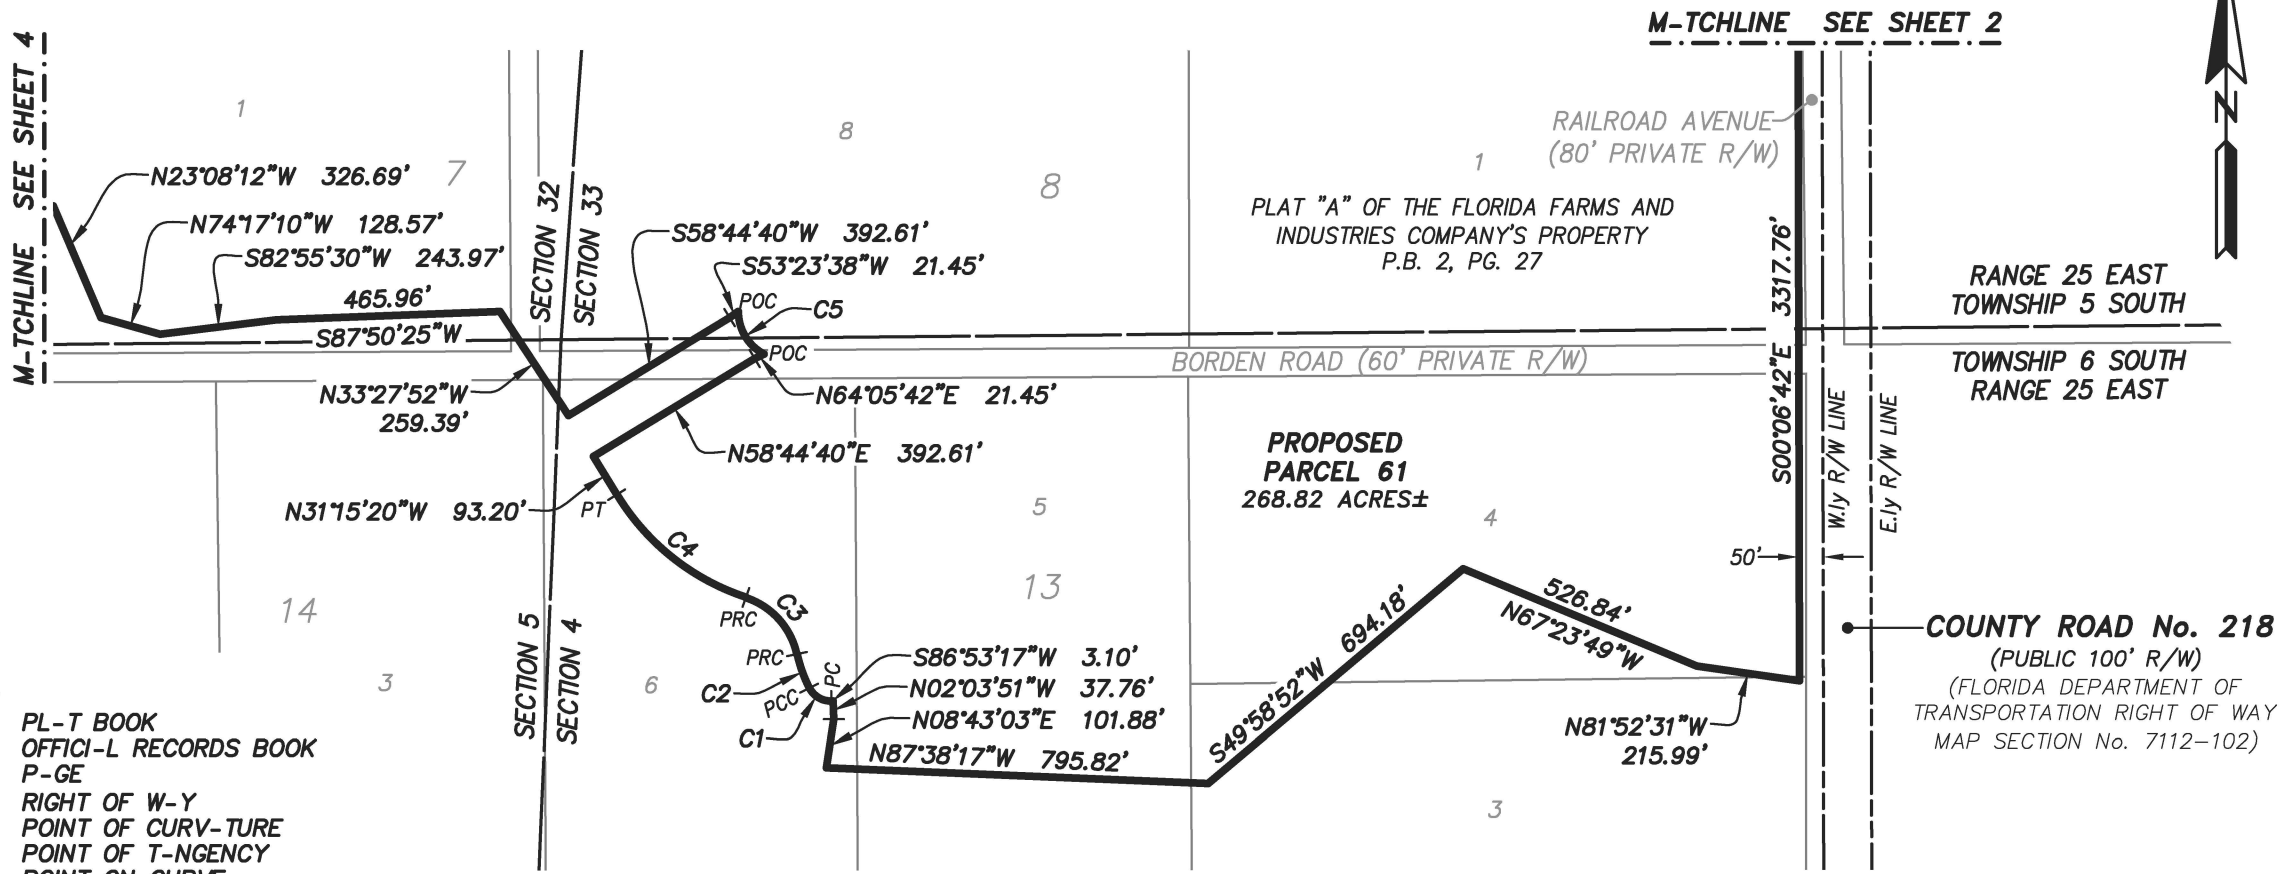 M-TCHLINE SEE SHEET 4
M-TCHLINE SEE SHEET 2
N
1
7
8
8
1
N23°08'12"W 326.69'
N74°17'10"W 128.57'
S82°55'30"W 243.97'
465.96'
S87°50'25"W
N33°27'52"W
259.39'
SECTION 32
SECTION 33
S58°44'40"W 392.61'
S53°23'38"W 21.45'
POC
C5
POC
N64°05'42"E 21.45'
N58°44'40"E 392.61'
N31°15'20"W 93.20'
PT
C4
PRC
C3
PRC
C2
PCC
C1
PC
S86°53'17"W 3.10'
N02°03'51"W 37.76'
N08°43'03"E 101.88'
N87°38'17"W 795.82'
S49°58'52"W 694.18'
526.84'
N67°23'49"W
N81°52'31"W
215.99'
S00°06'42"E 3317.76'
RAILROAD AVENUE
(80' PRIVATE R/W)
PLAT "A" OF THE FLORIDA FARMS AND
INDUSTRIES COMPANY'S PROPERTY
P.B. 2, PG. 27
RANGE 25 EAST
TOWNSHIP 5 SOUTH
TOWNSHIP 6 SOUTH
RANGE 25 EAST
BORDEN ROAD (60' PRIVATE R/W)
PROPOSED
PARCEL 61
268.82 ACRES±
W.ly R/W LINE
E.ly R/W LINE
50'
COUNTY ROAD No. 218
(PUBLIC 100' R/W)
(FLORIDA DEPARTMENT OF
TRANSPORTATION RIGHT OF WAY
MAP SECTION No. 7112-102)
5
4
13
14
3
6
3
SECTION 5
SECTION 4
PL-T BOOK
OFFICI-L RECORDS BOOK
P-GE
RIGHT OF W-Y
POINT OF CURV-TURE
POINT OF T-NGENCY
POINT ON CURVE